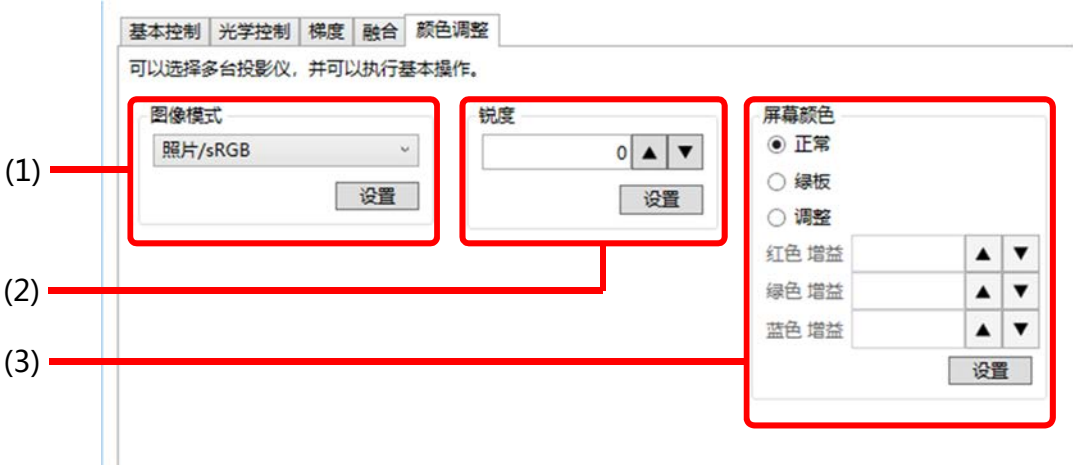 基本控制 光学控制 梯度 融合 颜色调整
可以选择多台投影仪，并可以执行基本操作。
(1)
图像模式
照片/sRGB
设置
(2)
锐度
0
设置
(3)
屏幕颜色
正常
绿板
调整
红色 增益
绿色 增益
蓝色 增益
设置